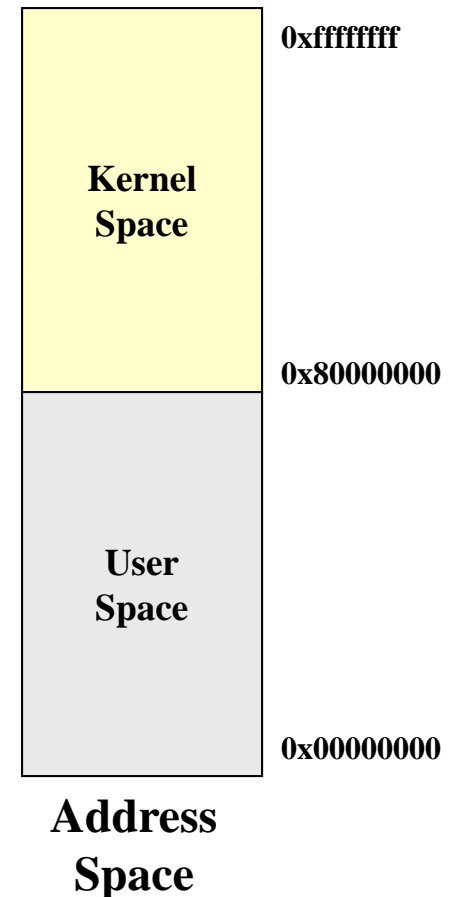 0xffffffff
Kernel
Space
0x80000000
User
Space
0x00000000
Address
Space